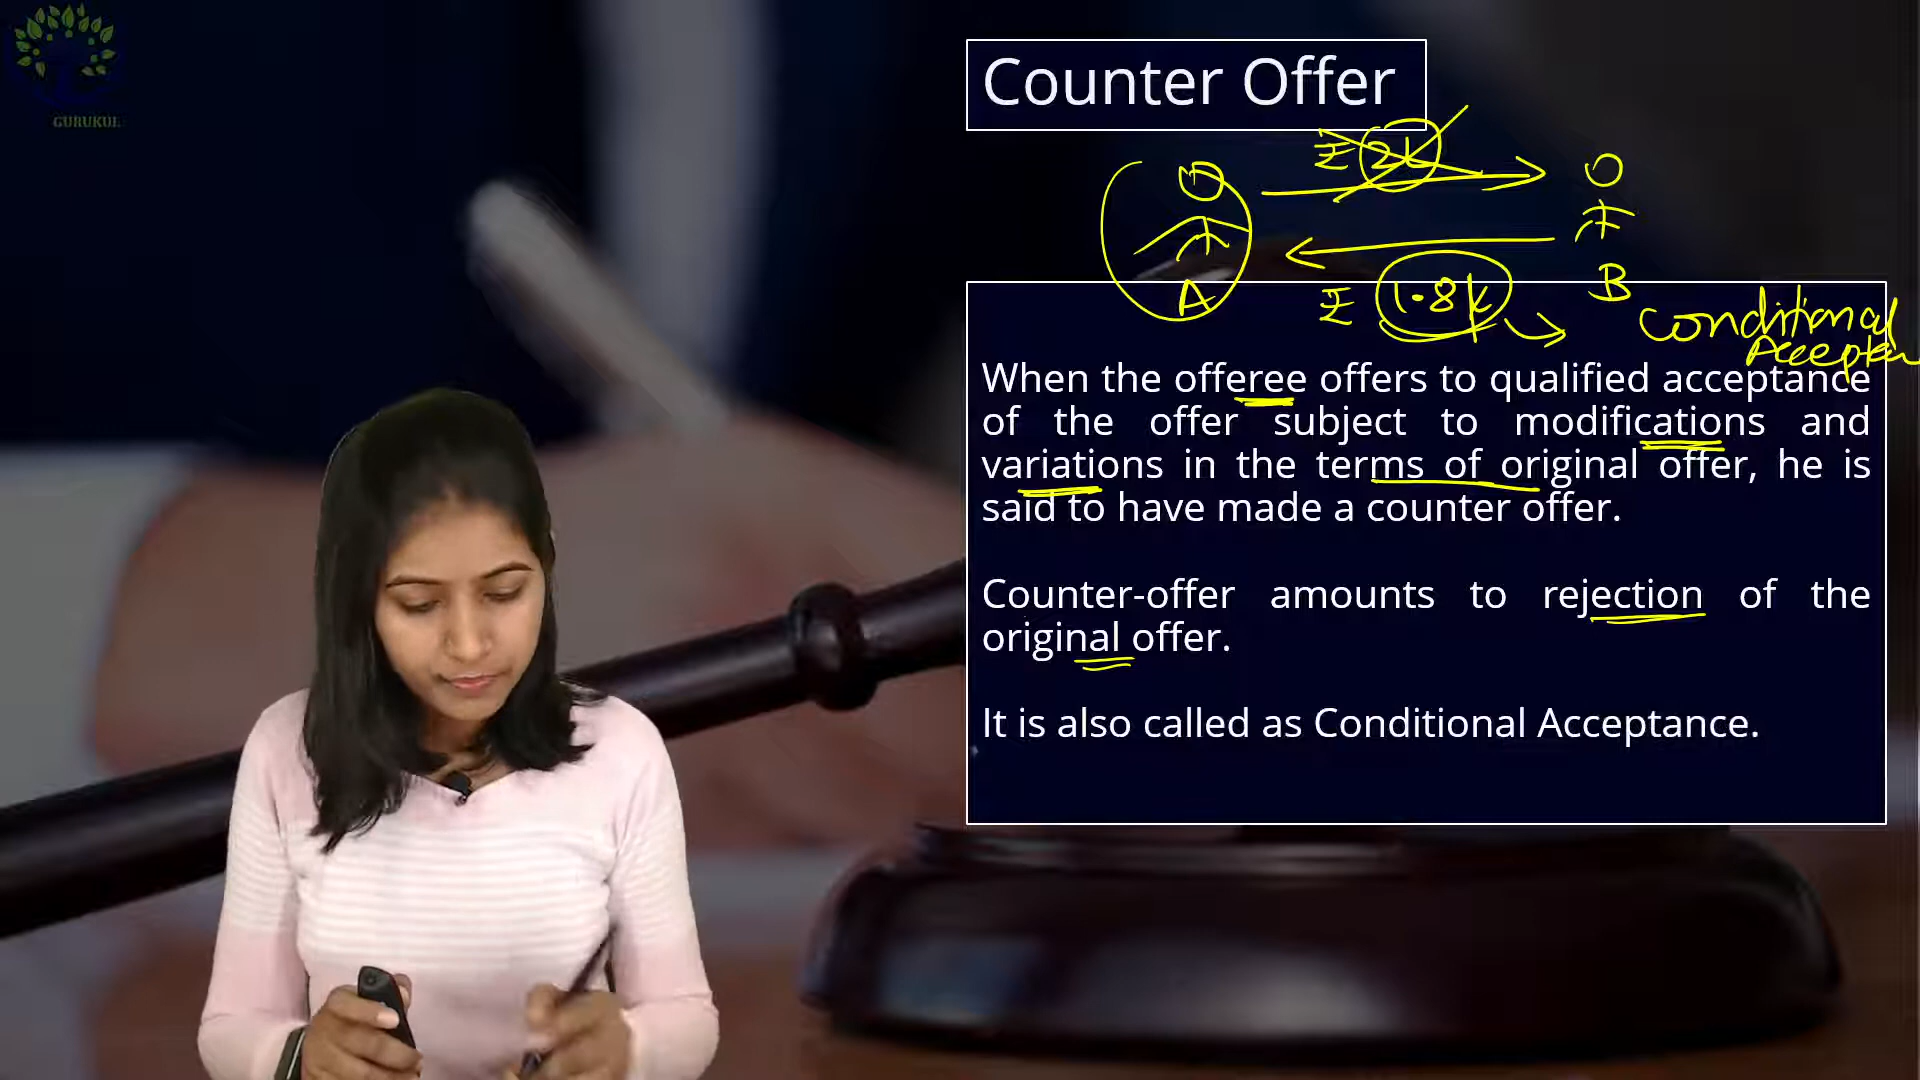 GURUKUL
Counter Offer
₹ 2k
A
B
₹ 1.8k
conditional
When the offeree offers to qualified acceptance
of the offer subject to modifications and
variations in the terms of original offer, he is
said to have made a counter offer.
Counter-offer amounts to rejection of the
original offer.
It is also called as Conditional Acceptance.